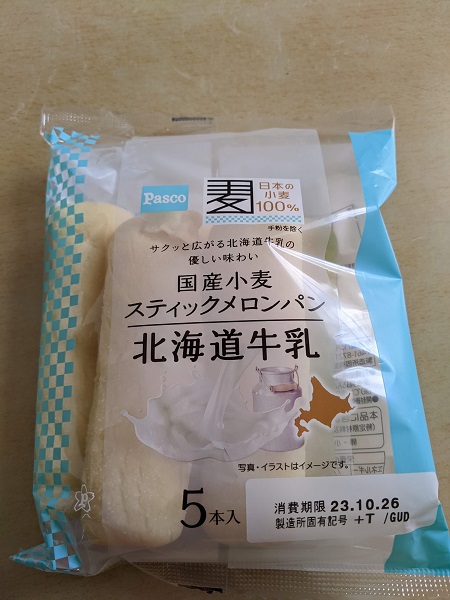 Pasco
麦
日本の
小麦
100%
手粉を除く
サクッと広がる北海道牛乳の
優しい味わい
国産小麦
スティックメロンパン
北海道牛乳
写真・イラストはイメージです。
5本入
消費期限 23.10.26
製造所固有記号 +T /GUD